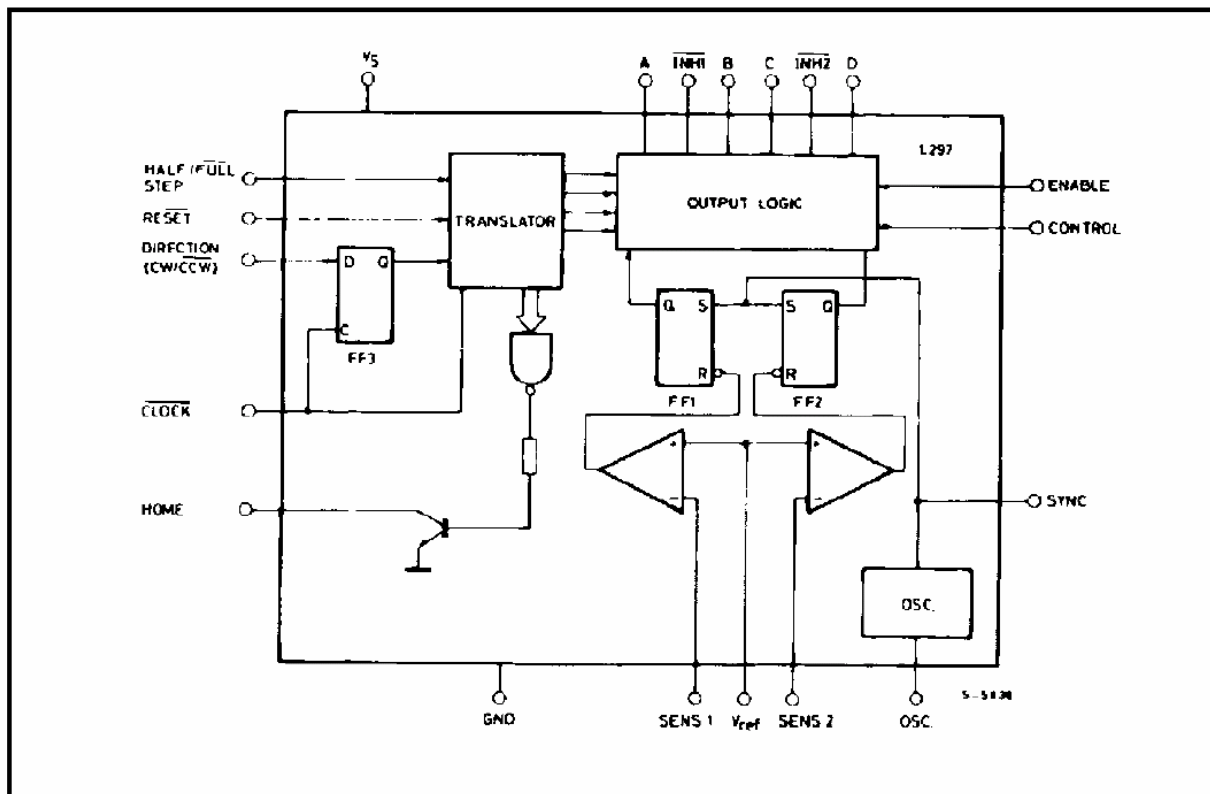 VS
A INH1 B C INH2 D
L297
HALF/FULL
STEP
RESET
DIRECTION
(CW/CCW)
CLOCK
HOME
TRANSLATOR
OUTPUT LOGIC
ENABLE
CONTROL
SYNC
D Q
C
FF3
Q S
R
FF1
S Q
R
FF2
+
-
+
-
OSC.
GND
SENS 1
Vref
SENS 2
OSC.